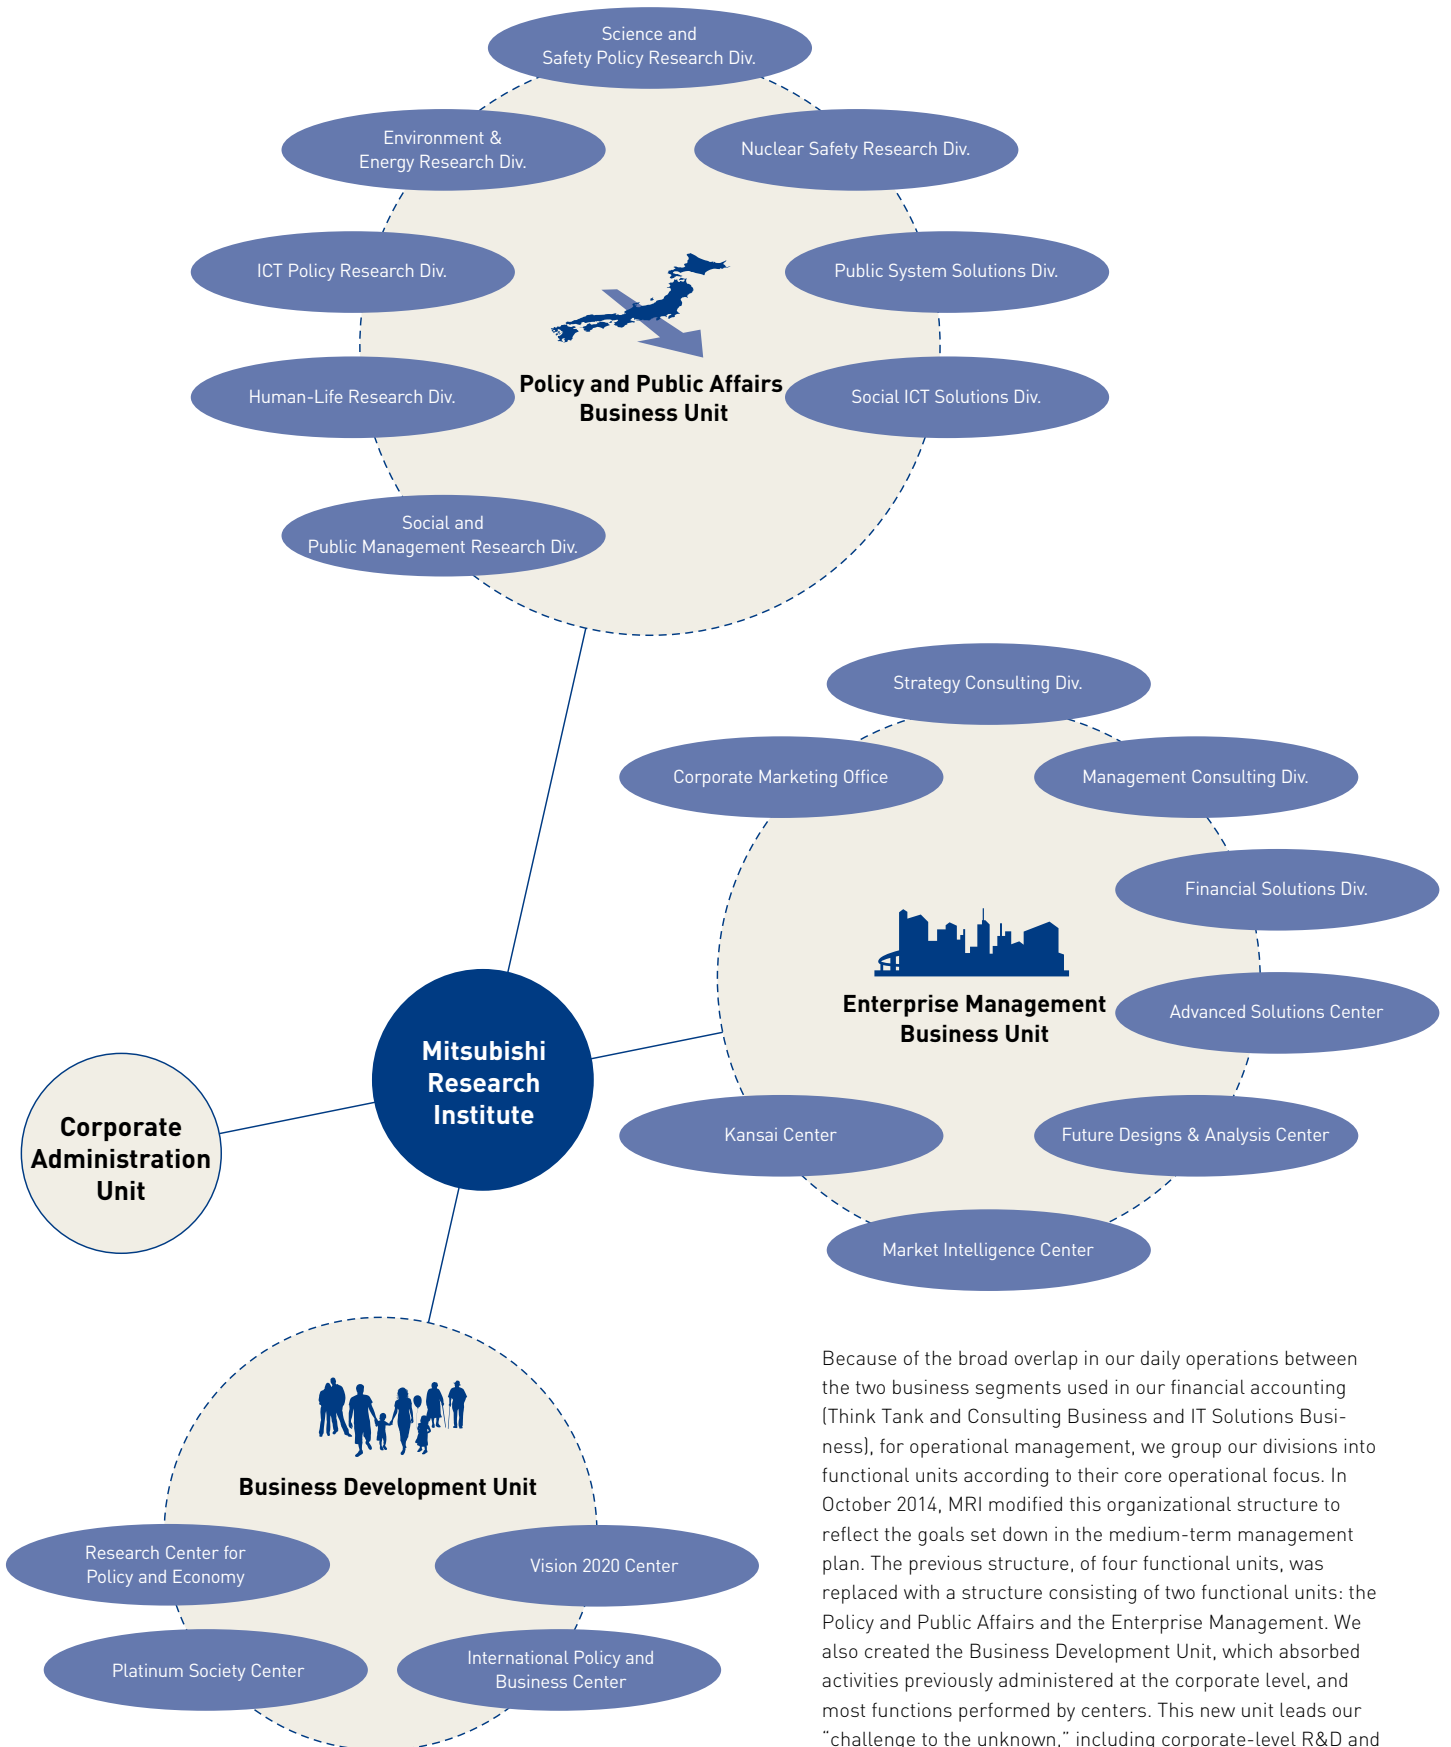 Science and
Safety Policy Research Div.
Environment &
Energy Research Div.
Nuclear Safety Research Div.
ICT Policy Research Div.
Public System Solutions Div.
Policy and Public Affairs
Business Unit
Human-Life Research Div.
Social ICT Solutions Div.
Social and
Public Management Research Div.
Strategy Consulting Div.
Corporate Marketing Office
Management Consulting Div.
Financial Solutions Div.
Enterprise Management
Business Unit
Advanced Solutions Center
Mitsubishi
Research
Institute
Corporate
Administration
Unit
Kansai Center
Future Designs & Analysis Center
Market Intelligence Center
Business Development Unit
Research Center for
Policy and Economy
Vision 2020 Center
Platinum Society Center
International Policy and
Business Center
Because of the broad overlap in our daily operations between
the two business segments used in our financial accounting
(Think Tank and Consulting Business and IT Solutions Busi-
ness), for operational management, we group our divisions into
functional units according to their core operational focus. In
October 2014, MRI modified this organizational structure to
reflect the goals set down in the medium-term management
plan. The previous structure, of four functional units, was
replaced with a structure consisting of two functional units: the
Policy and Public Affairs and the Enterprise Management. We
also created the Business Development Unit, which absorbed
activities previously administered at the corporate level, and
most functions performed by centers. This new unit leads our
“challenge to the unknown,” including corporate-level R&D and